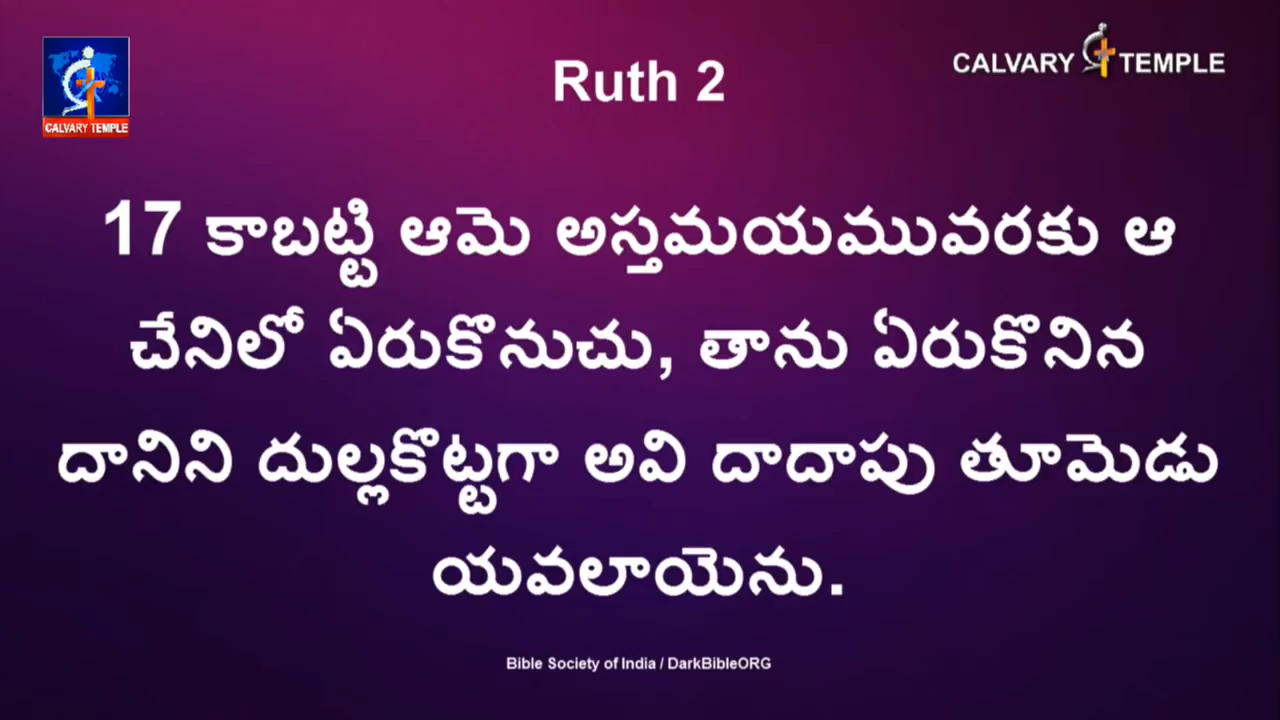 CALVARY TEMPLE
Ruth 2
CALVARY TEMPLE
17 కాబట్టి ఆమె అస్తమయమువరకు ఆ
చేనిలో ఏరుకొనుచు, తాను ఏరుకొనిన
దానిని దుల్లకొట్టగా అవి దాదాపు తూమెడు
యవలాయెను.
Bible Society of India / DarkBibleORG